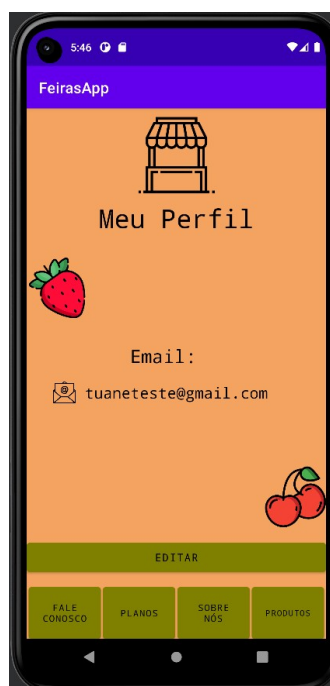 5:46
FeirasApp
Meu Perfil
Email:
@ tuaneteste@gmail.com
EDITAR
FALE
CONOSCO
PLANOS
SOBRE
NÓS
PRODUTOS